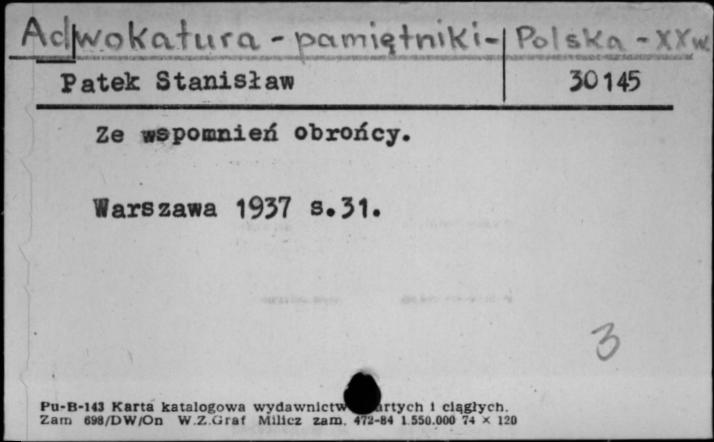 Adwokatura - pamiętniki - Polska - XX w.
Patek Stanisław 30145
Ze wspomnień obrońcy.
Warszawa 1937 s.31.
3
Pu-B-143 Karta katalogowa wydawnictw artych i ciągłych.
Zam 698/DW/On W.Z.Graf Milicz zam. 472-84 1.550.000 74 × 120